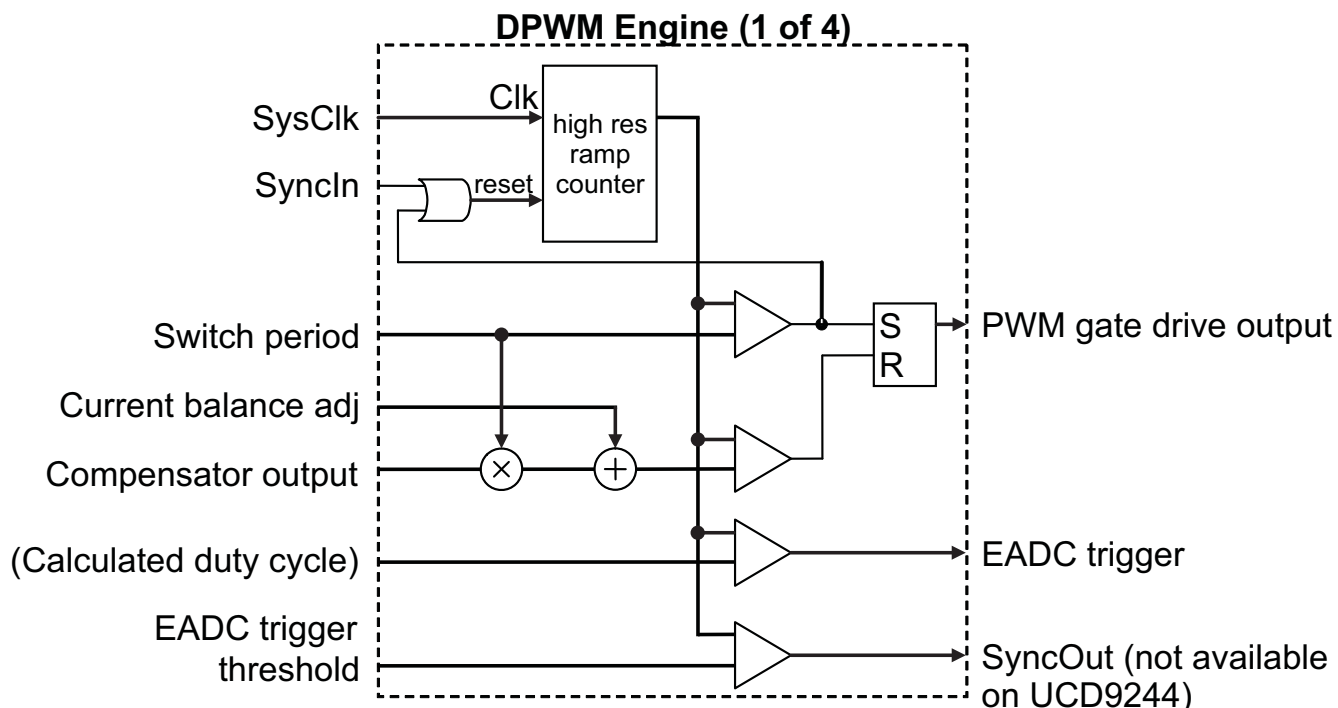 DPWM Engine (1 of 4)
SysClk
Clk
high res
ramp
counter
SyncIn
reset
Switch period
S
R
PWM gate drive output
Current balance adj
Compensator output
×
+
(Calculated duty cycle)
EADC trigger
EADC trigger
threshold
SyncOut (not available
on UCD9244)